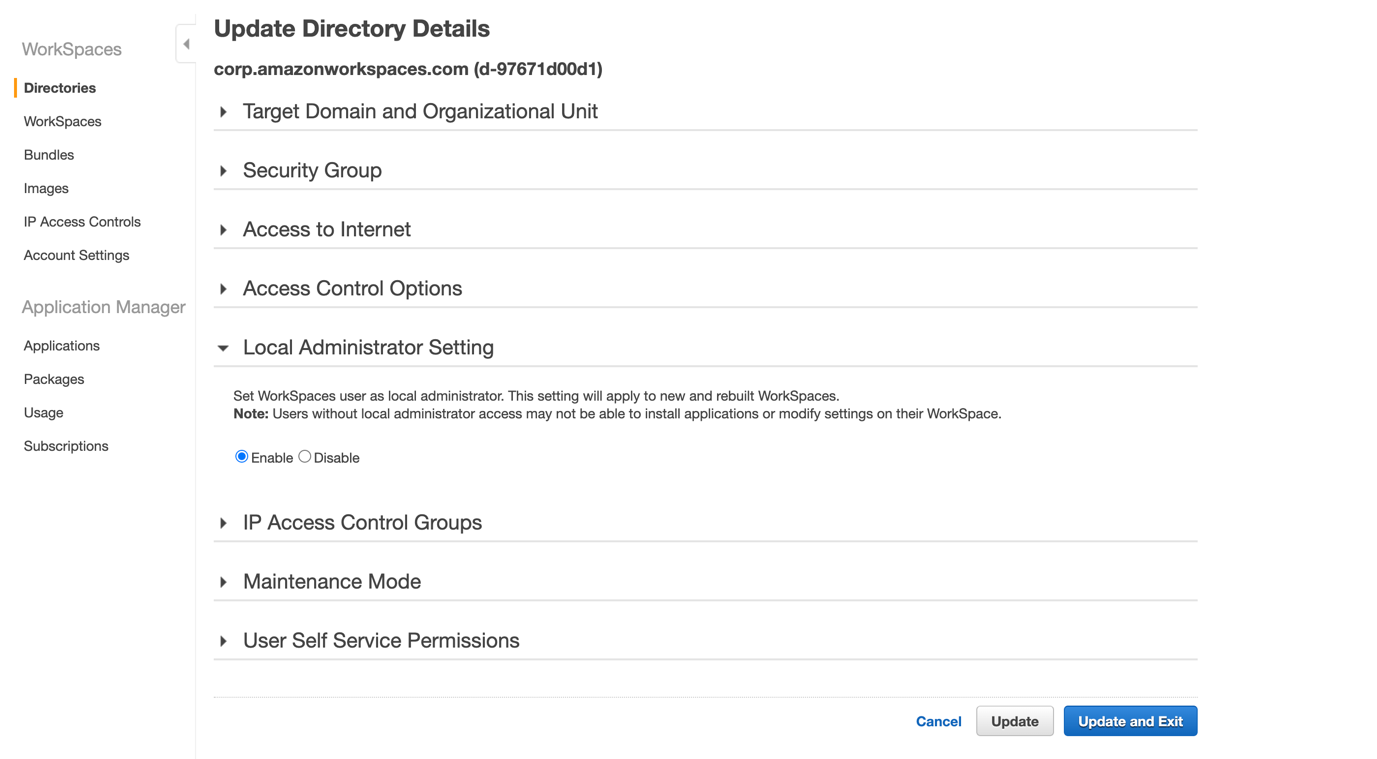 WorkSpaces
Directories
WorkSpaces
Bundles
Images
IP Access Controls
Account Settings
Application Manager
Applications
Packages
Usage
Subscriptions
Update Directory Details
corp.amazonworkspaces.com (d-97671d00d1)
Target Domain and Organizational Unit
Security Group
Access to Internet
Access Control Options
Local Administrator Setting
Set WorkSpaces user as local administrator. This setting will apply to new and rebuilt WorkSpaces.
Note: Users without local administrator access may not be able to install applications or modify settings on their WorkSpace.
Enable Disable
IP Access Control Groups
Maintenance Mode
User Self Service Permissions
Cancel Update Update and Exit